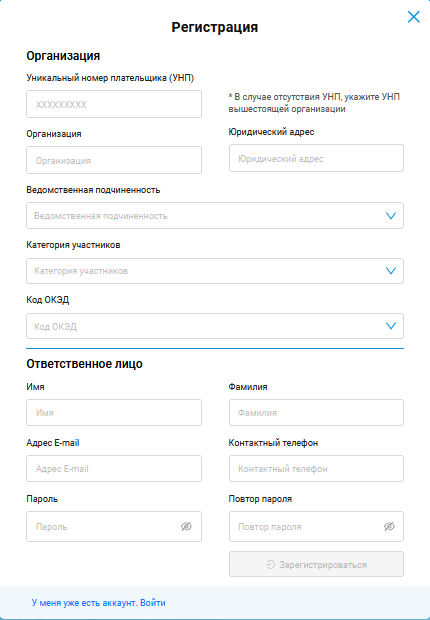 Регистрация
Организация
Уникальный номер плательщика (УНП)
XXXXXXXXX
* В случае отсутствия УНП, укажите УНП
вышестоящей организации
Организация
Юридический адрес
Организация
Юридический адрес
Ведомственная подчиненность
Ведомственная подчиненность
Категория участников
Категория участников
Код ОКЭД
Код ОКЭД
Ответственное лицо
Имя
Фамилия
Имя
Фамилия
Адрес E-mail
Контактный телефон
Адрес E-mail
Контактный телефон
Пароль
Повтор пароля
Пароль
Повтор пароля
Зарегистрироваться
У меня уже есть аккаунт. Войти